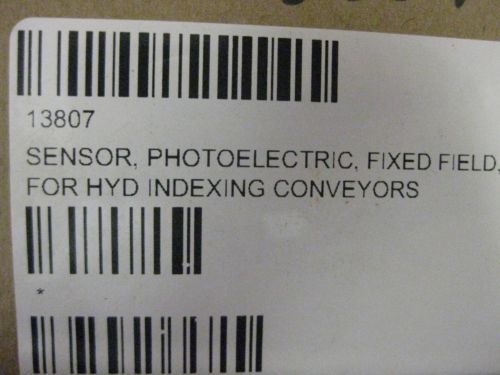 13807
SENSOR, PHOTOELECTRIC, FIXED FIELD,
FOR HYD INDEXING CONVEYORS
*